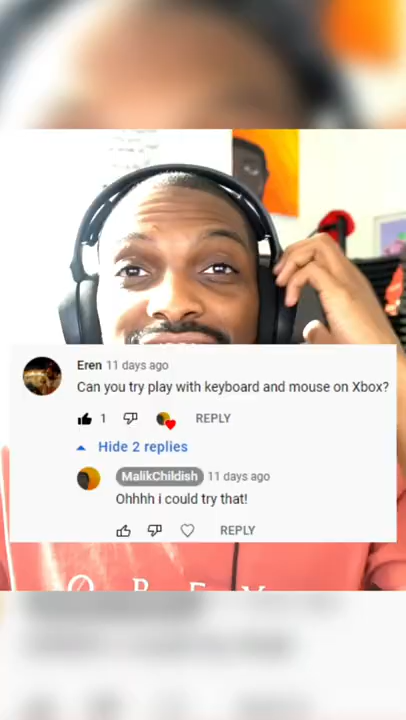 Eren 11 days ago
Can you try play with keyboard and mouse on Xbox?
1 REPLY
Hide 2 replies
MalikChildish 11 days ago
Ohhhh i could try that!
REPLY